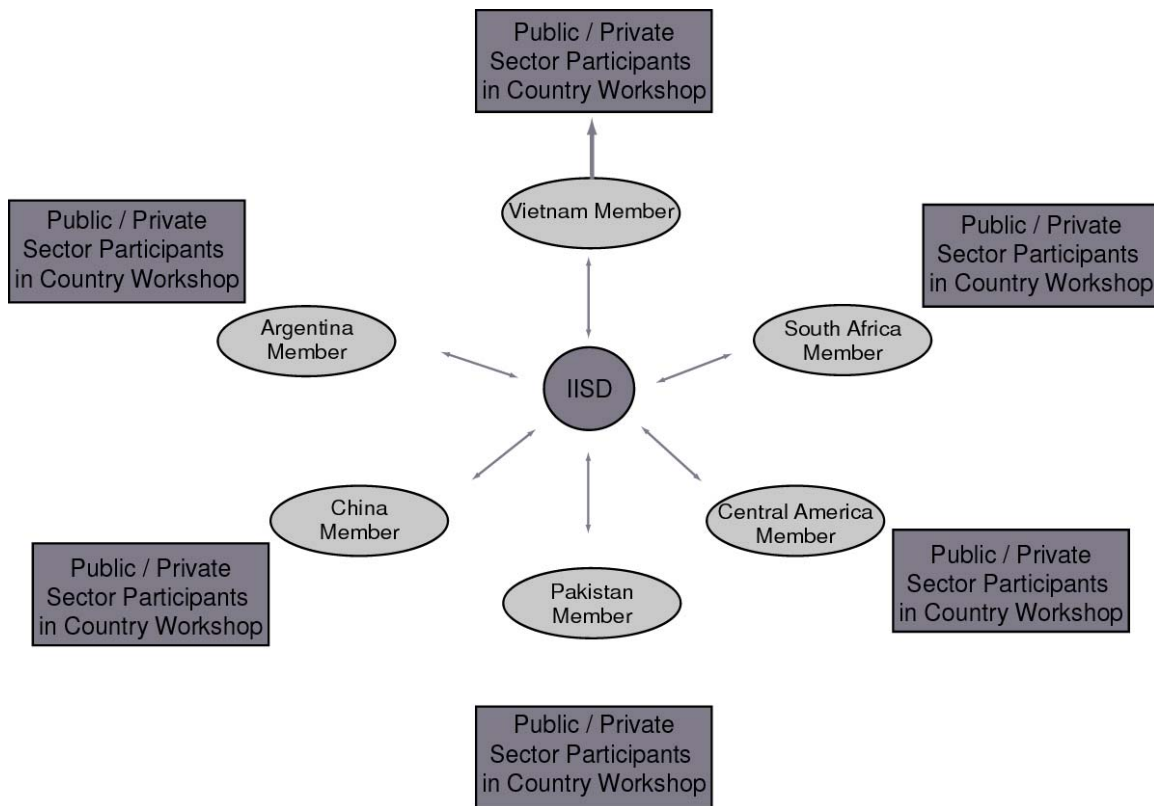 Public / Private
Sector Participants
in Country Workshop
Vietnam Member
Public / Private
Sector Participants
in Country Workshop
Public / Private
Sector Participants
in Country Workshop
Argentina
Member
South Africa
Member
IISD
China
Member
Central America
Member
Public / Private
Sector Participants
in Country Workshop
Public / Private
Sector Participants
in Country Workshop
Pakistan
Member
Public / Private
Sector Participants
in Country Workshop